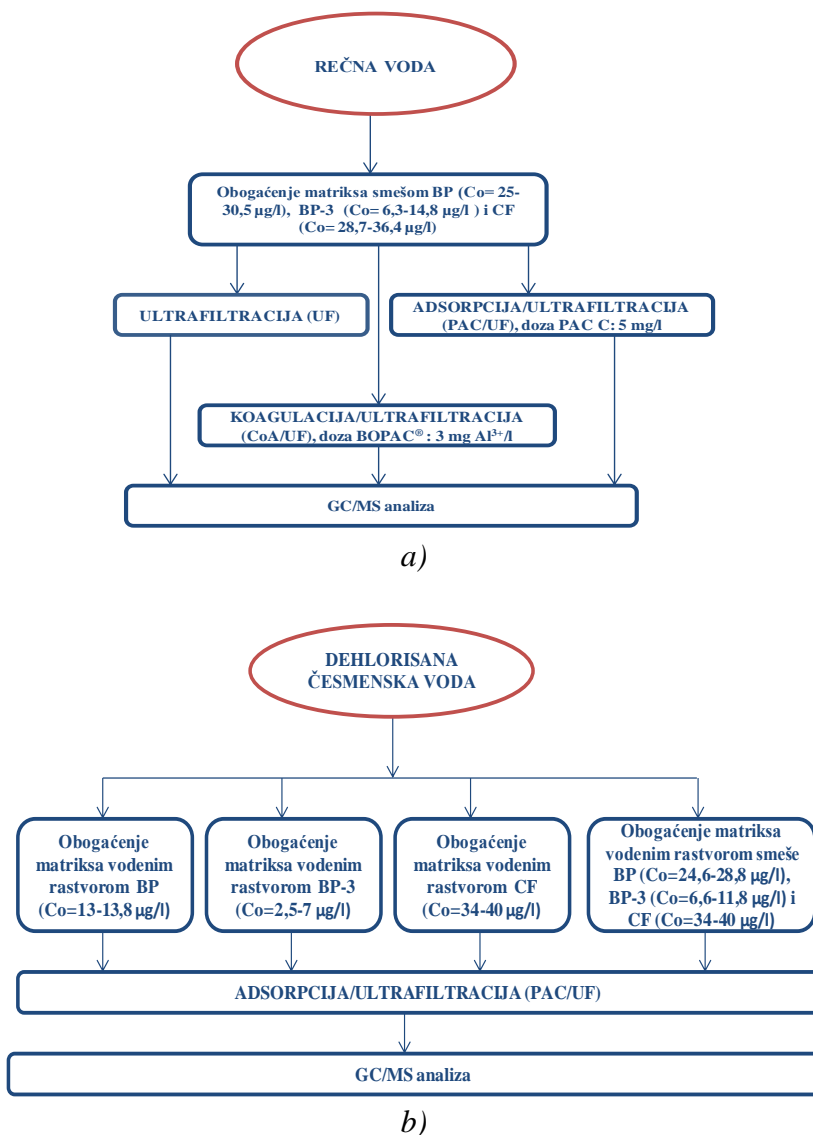 REČNA VODA
Obogaćenje matriksa smešom BP (Co= 25-
30,5 µg/l), BP-3 (Co= 6,3-14,8 µg/l ) i CF
(Co= 28,7-36,4 µg/l)
ULTRAFILTRACIJA (UF)
ADSORPCIJA/ULTRAFILTRACIJA
(PAC/UF), doza PAC C: 5 mg/l
KOAGULACIJA/ULTRAFILTRACIJA
(CoA/UF), doza BOPAC® : 3 mg Al³⁺/l
GC/MS analiza
a)
DEHLORISANA
ČESMENSKA VODA
Obogaćenje
matriksa vodenim
rastvorom BP
(Co=13-13,8 µg/l)
Obogaćenje
matriksa vodenim
rastvorom BP-3
(Co=2,5-7 µg/l)
Obogaćenje
matriksa vodenim
rastvorom CF
(Co=34-40 µg/l)
Obogaćenje matriksa
vodenim rastvorom smeše
BP (Co=24,6-28,8 µg/l),
BP-3 (Co=6,6-11,8 µg/l) i
CF (Co=34-40 µg/l)
ADSORPCIJA/ULTRAFILTRACIJA (PAC/UF)
GC/MS analiza
b)